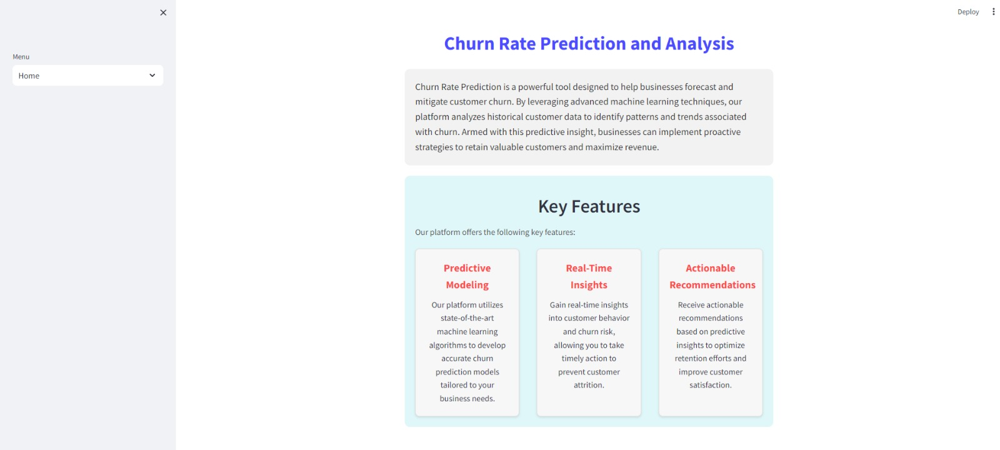 Deploy
Menu
Home
Churn Rate Prediction and Analysis
Churn Rate Prediction is a powerful tool designed to help businesses forecast and
mitigate customer churn. By leveraging advanced machine learning techniques, our
platform analyzes historical customer data to identify patterns and trends associated
with churn. Armed with this predictive insight, businesses can implement proactive
strategies to retain valuable customers and maximize revenue.
Key Features
Our platform offers the following key features:
Predictive
Modeling
Our platform utilizes
state-of-the-art
machine learning
algorithms to develop
accurate churn
prediction models
tailored to your
business needs.
Real-Time
Insights
Gain real-time insights
into customer behavior
and churn risk,
allowing you to take
timely action to
prevent customer
attrition.
Actionable
Recommendations
Receive actionable
recommendations
based on predictive
insights to optimize
retention efforts and
improve customer
satisfaction.